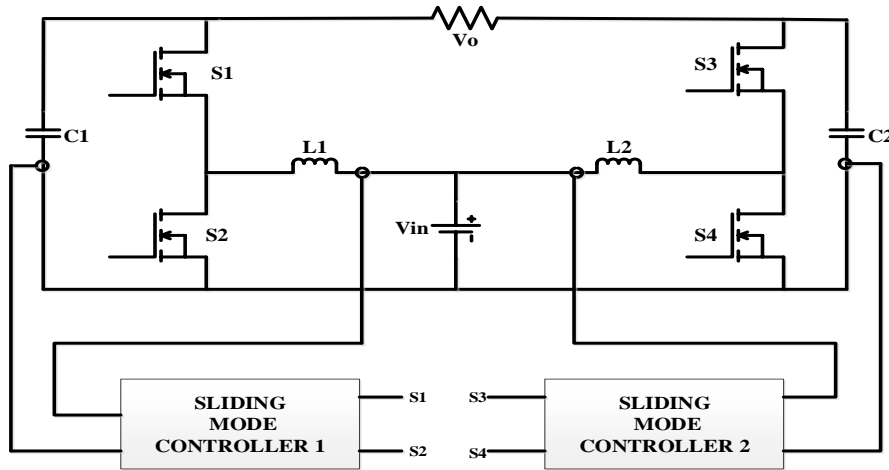 Vo
S1
S3
C1
C2
L1
L2
S2
Vin
+
S4
SLIDING
MODE
CONTROLLER 1
S1
S2
S3
S4
SLIDING
MODE
CONTROLLER 2